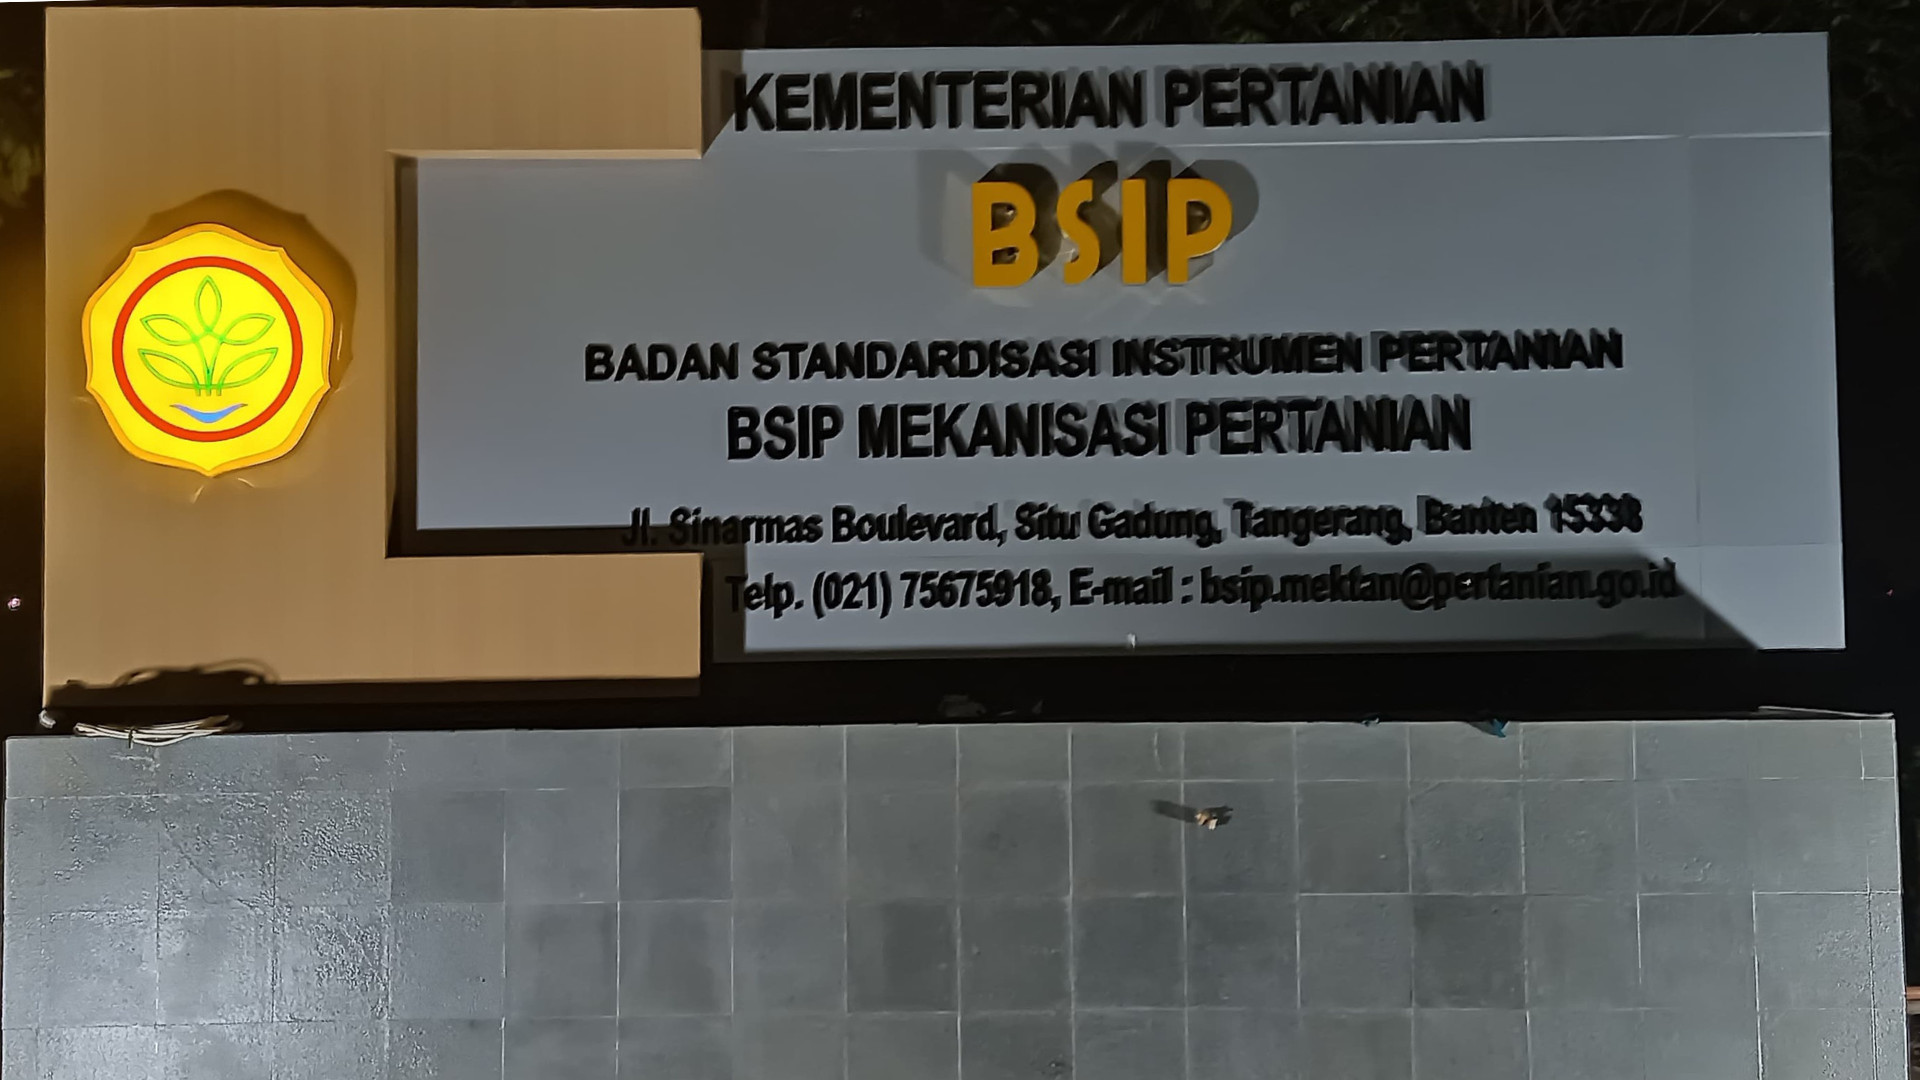 KEMENTERIAN PERTANIAN
BSIP
BADAN STANDARDISASI INSTRUMEN PERTANIAN
BSIP MEKANISASI PERTANIAN
Jl. Sinarmas Boulevard, Situ Gadung, Tangerang, Banten 15338
Telp. (021) 75675918, E-mail : bsip.mektan@pertanian.go.id